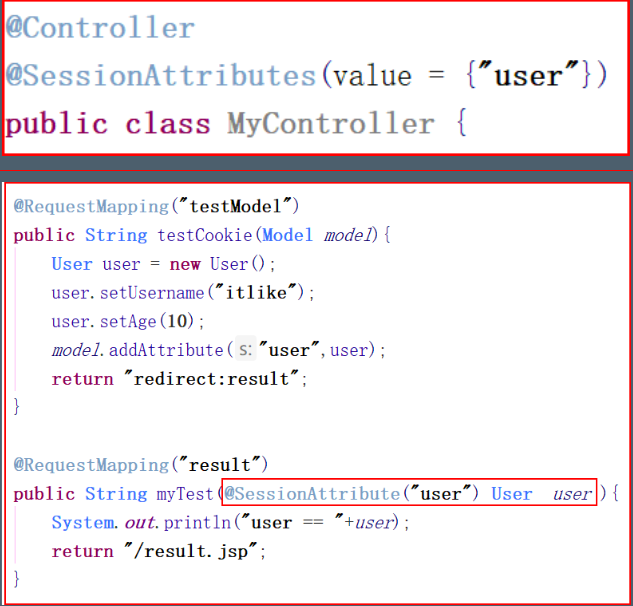 @Controller
@SessionAttributes(value = {"user"})
public class MyController {
@RequestMapping("testModel")
public String testCookie(Model model){
User user = new User();
user.setUsername("itlike");
user.setAge(10);
model.addAttribute( s: "user",user);
return "redirect:result";
}
@RequestMapping("result")
public String myTest(@SessionAttribute("user") User user ){
System.out.println("user == "+user);
return "/result.jsp";
}